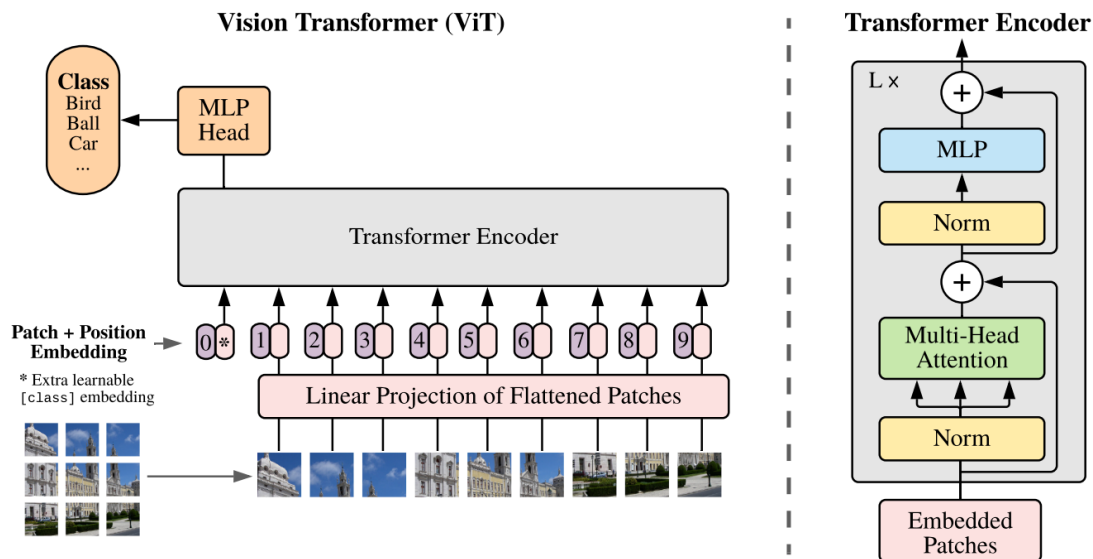 Vision Transformer (ViT)
Class
Bird
Ball
Car
...
MLP
Head
Transformer Encoder
Patch + Position
Embedding
* Extra learnable
[class] embedding
0 * 1 2 3 4 5 6 7 8 9
Linear Projection of Flattened Patches
Transformer Encoder
L ×
+
MLP
Norm
+
Multi-Head
Attention
Norm
Embedded
Patches